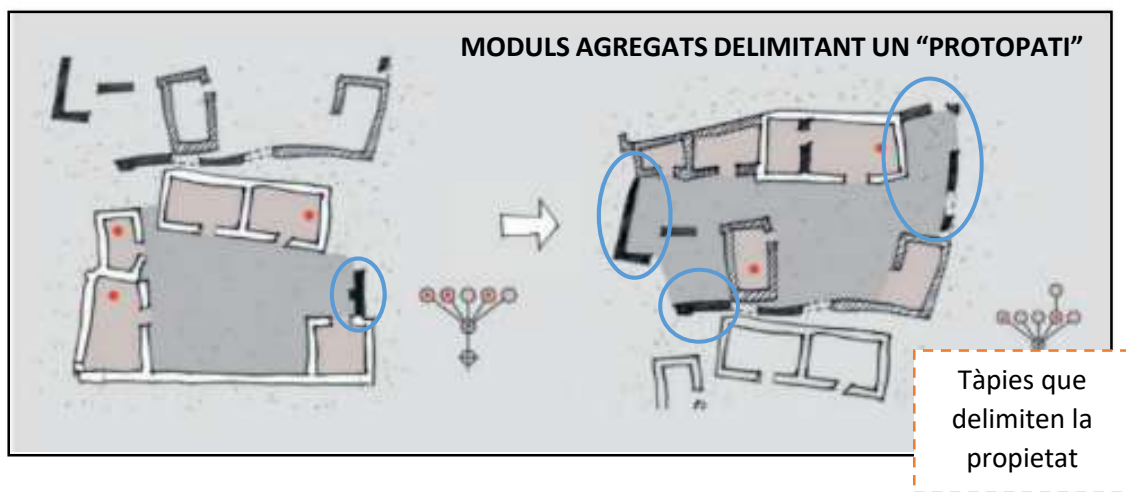 MODULS AGREGATS DELIMITANT UN “PROTOPATI”
Tàpies que
delimiten la
propietat